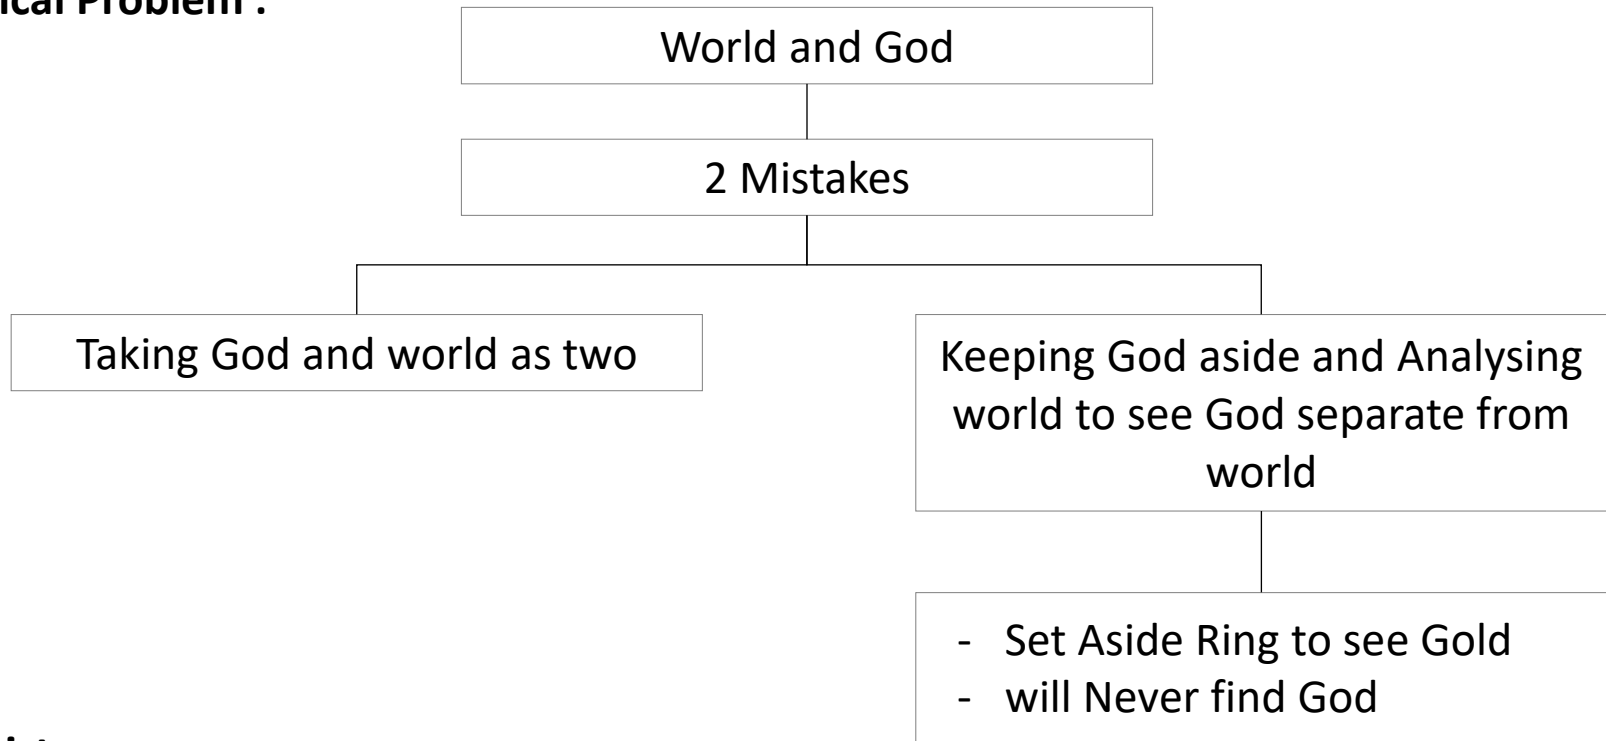 Problem :
World and God
2 Mistakes
Taking God and world as two
Keeping God aside and Analysing
world to see God separate from
world
- Set Aside Ring to see Gold
- will Never find God